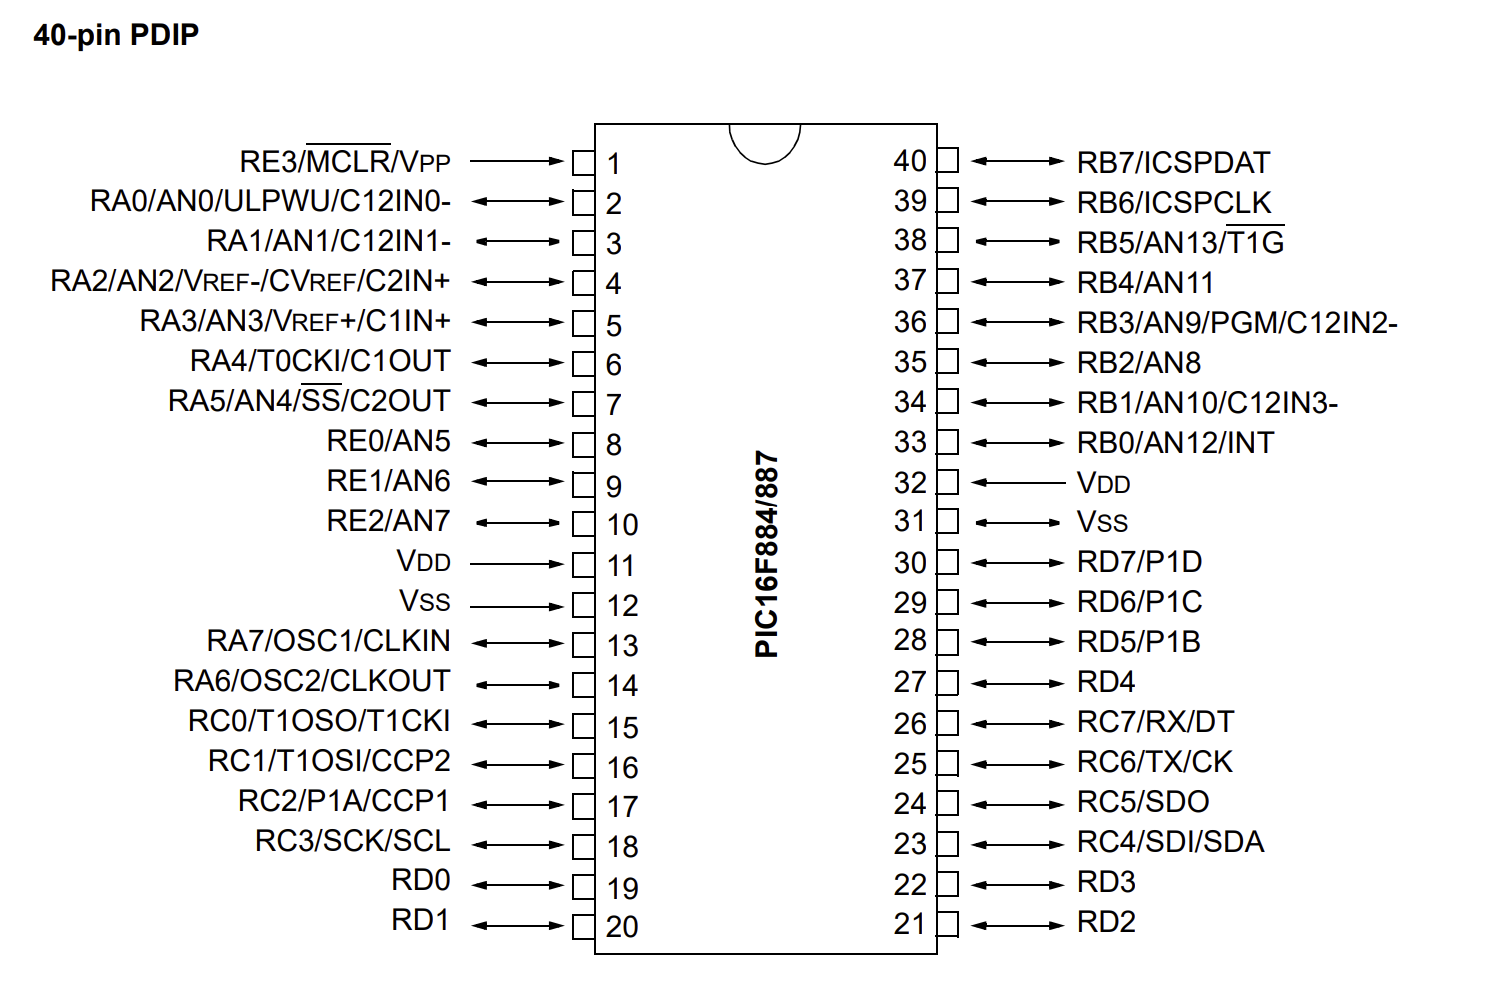 40-pin PDIP
RE3/MCLR/VPP 1 40 RB7/ICSPDAT
RA0/AN0/ULPWU/C12IN0- 2 39 RB6/ICSPCLK
RA1/AN1/C12IN1- 3 38 RB5/AN13/T1G
RA2/AN2/VREF-/CVREF/C2IN+ 4 37 RB4/AN11
RA3/AN3/VREF+/C1IN+ 5 36 RB3/AN9/PGM/C12IN2-
RA4/T0CKI/C1OUT 6 35 RB2/AN8
RA5/AN4/SS/C2OUT 7 34 RB1/AN10/C12IN3-
RE0/AN5 8 33 RB0/AN12/INT
RE1/AN6 9 32 VDD
RE2/AN7 10 31 VSS
VDD 11 30 RD7/P1D
VSS 12 29 RD6/P1C
RA7/OSC1/CLKIN 13 28 RD5/P1B
RA6/OSC2/CLKOUT 14 27 RD4
RC0/T1OSO/T1CKI 15 26 RC7/RX/DT
RC1/T1OSI/CCP2 16 25 RC6/TX/CK
RC2/P1A/CCP1 17 24 RC5/SDO
RC3/SCK/SCL 18 23 RC4/SDI/SDA
RD0 19 22 RD3
RD1 20 21 RD2
PIC16F884/887